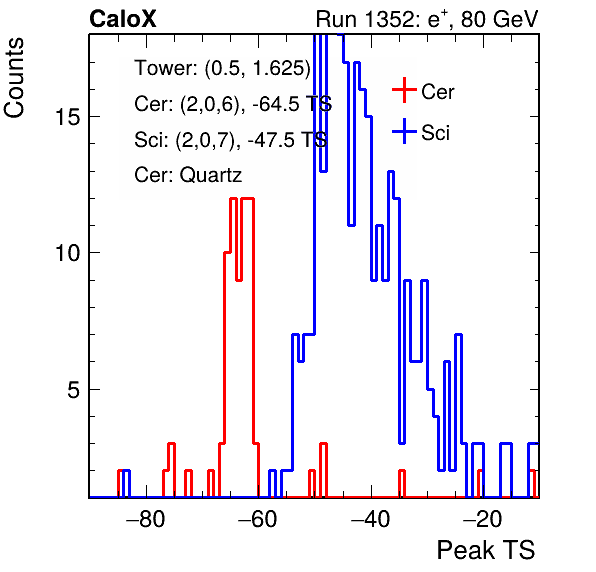 CaloX Run 1352: e+, 80 GeV
Counts
Tower: (0.5, 1.625)
Cer: (2,0,6), -64.5 TS
Sci: (2,0,7), -47.5 TS
Cer: Quartz
Cer
Sci
15
10
5
−80 −60 −40 −20
Peak TS